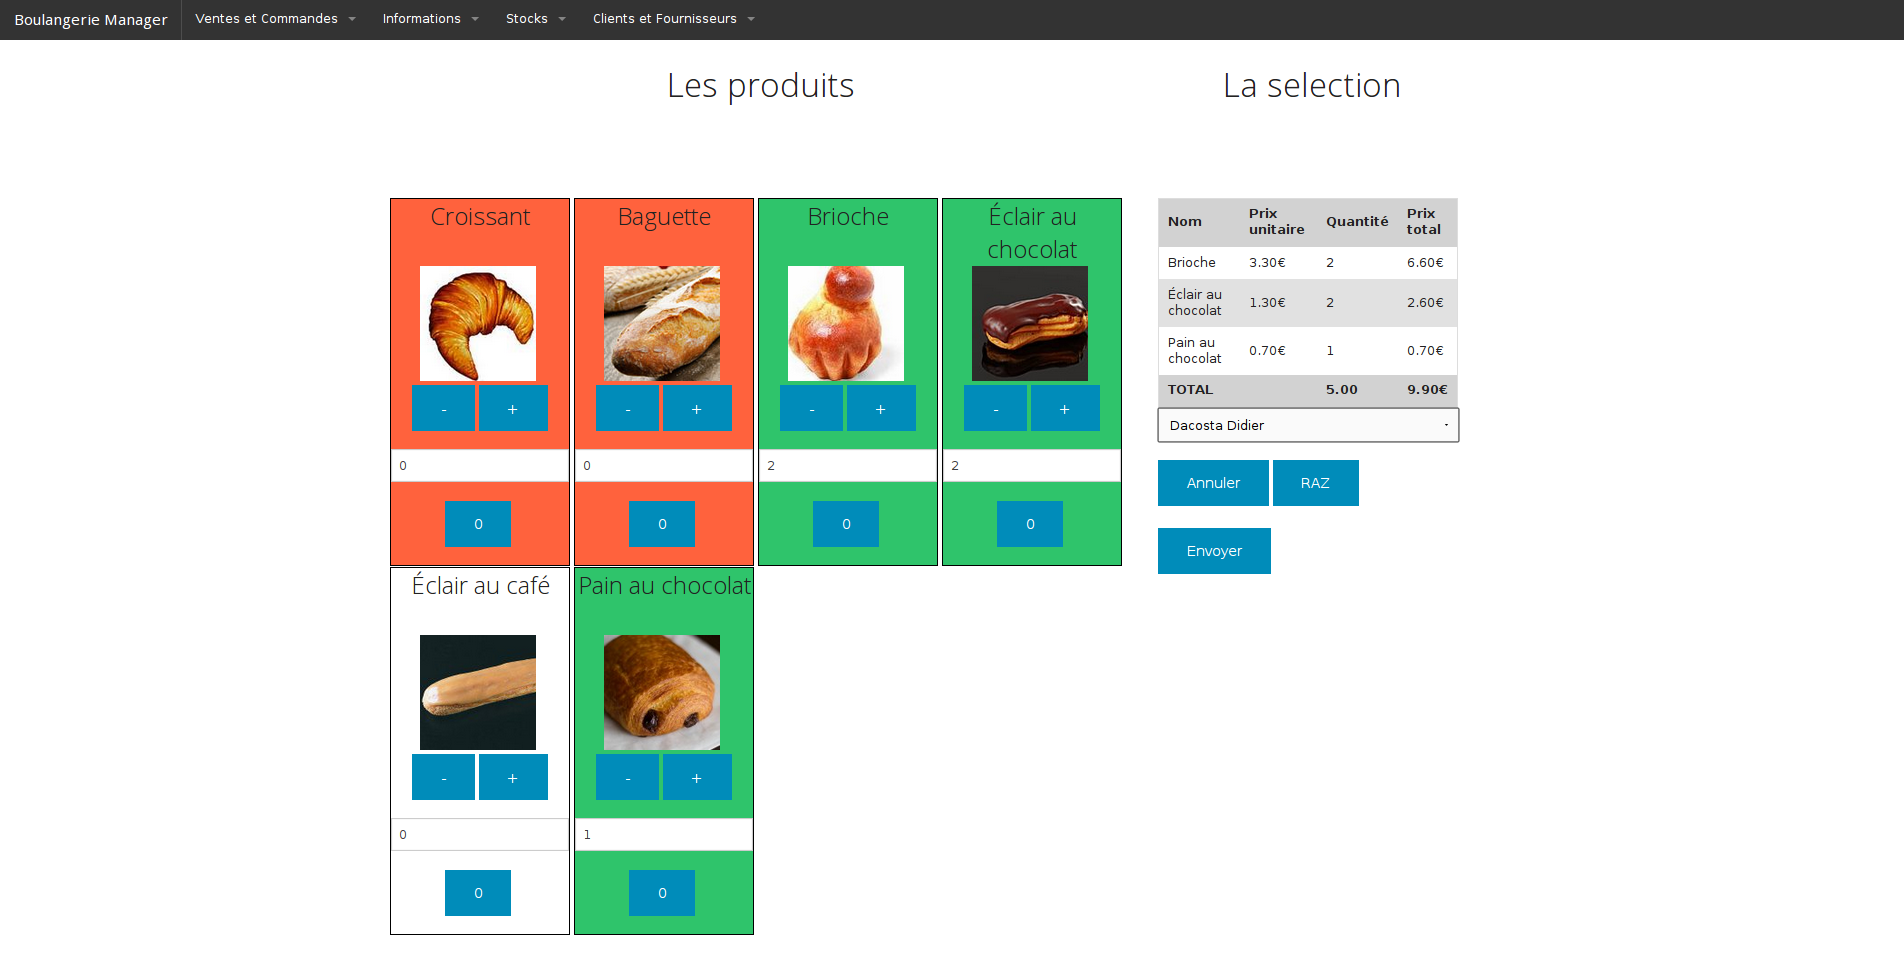 Boulangerie Manager
Ventes et Commandes
Informations
Stocks
Clients et Fournisseurs
Les produits
La selection
Croissant
-
+
0
0
Baguette
-
+
0
0
Brioche
-
+
2
0
Éclair au
chocolat
-
+
2
0
Éclair au café
-
+
0
0
Pain au chocolat
-
+
1
0
Nom Prix unitaire Quantité Prix total
Brioche 3.30€ 2 6.60€
Éclair au chocolat 1.30€ 2 2.60€
Pain au chocolat 0.70€ 1 0.70€
TOTAL 5.00 9.90€
Dacosta Didier
Annuler RAZ
Envoyer